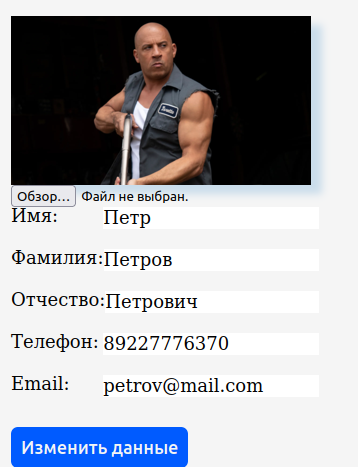 Обзор... Файл не выбран.
Имя: Петр
Фамилия: Петров
Отчество: Петрович
Телефон: 89227776370
Email: petrov@mail.com
Изменить данные